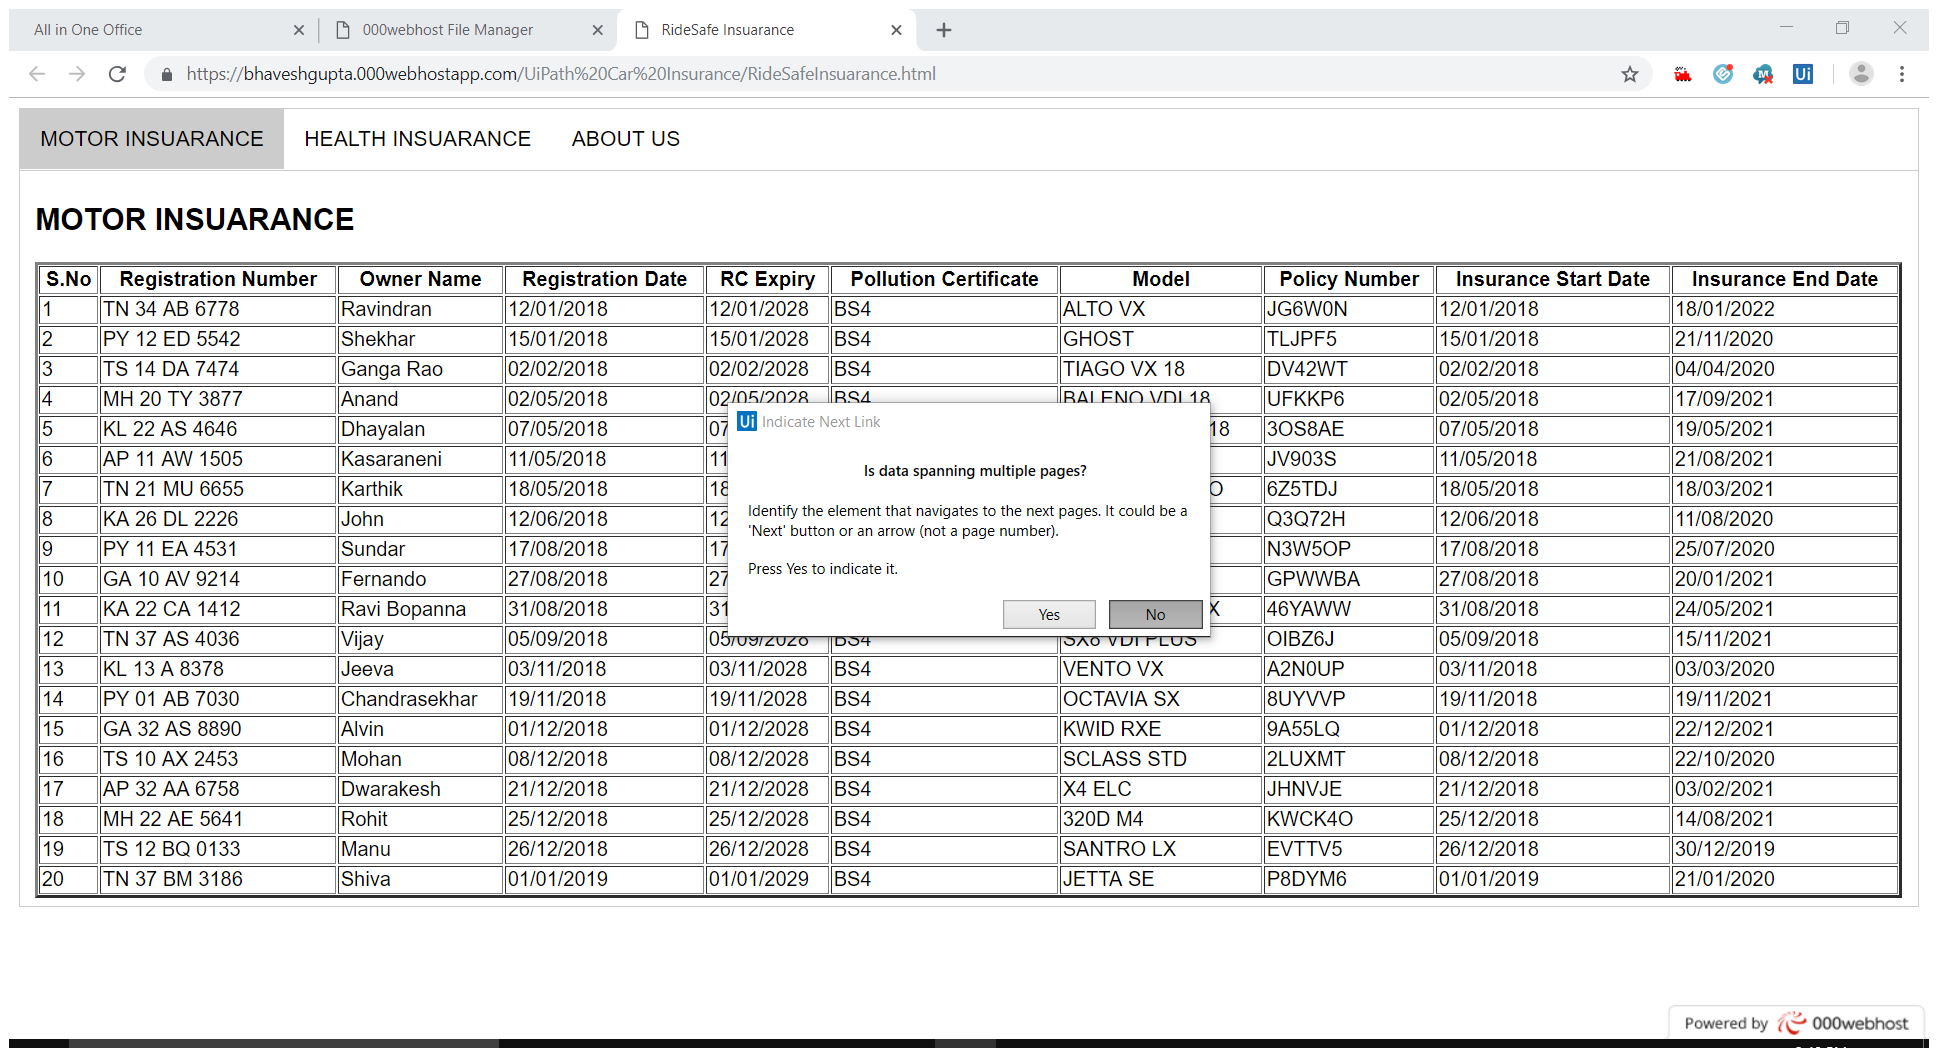 All in One Office
000webhost File Manager
RideSafe Insuarance
https://bhaveshgupta.000webhostapp.com/UiPath%20Car%20Insurance/RideSafeInsuarance.html
MOTOR INSUARANCE HEALTH INSUARANCE ABOUT US
MOTOR INSUARANCE
S.No Registration Number Owner Name Registration Date RC Expiry Pollution Certificate Model Policy Number Insurance Start Date Insurance End Date
1 TN 34 AB 6778 Ravindran 12/01/2018 12/01/2028 BS4 ALTO VX JG6W0N 12/01/2018 18/01/2022
2 PY 12 ED 5542 Shekhar 15/01/2018 15/01/2028 BS4 GHOST TLJPF5 15/01/2018 21/11/2020
3 TS 14 DA 7474 Ganga Rao 02/02/2018 02/02/2028 BS4 TIAGO VX 18 DV42WT 02/02/2018 04/04/2020
4 MH 20 TY 3877 Anand 02/05/2018 02/05/2028 BS4 BALENO VDI 18 UFKKP6 02/05/2018 17/09/2021
5 KL 22 AS 4646 Dhayalan 07/05/2018 07 18 3OS8AE 07/05/2018 19/05/2021
6 AP 11 AW 1505 Kasaraneni 11/05/2018 11 JV903S 11/05/2018 21/08/2021
7 TN 21 MU 6655 Karthik 18/05/2018 18 O 6Z5TDJ 18/05/2018 18/03/2021
8 KA 26 DL 2226 John 12/06/2018 12 Q3Q72H 12/06/2018 11/08/2020
9 PY 11 EA 4531 Sundar 17/08/2018 17 N3W5OP 17/08/2018 25/07/2020
10 GA 10 AV 9214 Fernando 27/08/2018 27 GPWWBA 27/08/2018 20/01/2021
11 KA 22 CA 1412 Ravi Bopanna 31/08/2018 31 X 46YAWW 31/08/2018 24/05/2021
12 TN 37 AS 4036 Vijay 05/09/2018 05/09/2028 BS4 SX6 VDI PLUS OIBZ6J 05/09/2018 15/11/2021
13 KL 13 A 8378 Jeeva 03/11/2018 03/11/2028 BS4 VENTO VX A2N0UP 03/11/2018 03/03/2020
14 PY 01 AB 7030 Chandrasekhar 19/11/2018 19/11/2028 BS4 OCTAVIA SX 8UYVVP 19/11/2018 19/11/2021
15 GA 32 AS 8890 Alvin 01/12/2018 01/12/2028 BS4 KWID RXE 9A55LQ 01/12/2018 22/12/2021
16 TS 10 AX 2453 Mohan 08/12/2018 08/12/2028 BS4 SCLASS STD 2LUXMT 08/12/2018 22/10/2020
17 AP 32 AA 6758 Dwarakesh 21/12/2018 21/12/2028 BS4 X4 ELC JHNVJE 21/12/2018 03/02/2021
18 MH 22 AE 5641 Rohit 25/12/2018 25/12/2028 BS4 320D M4 KWCK4O 25/12/2018 14/08/2021
19 TS 12 BQ 0133 Manu 26/12/2018 26/12/2028 BS4 SANTRO LX EVTTV5 26/12/2018 30/12/2019
20 TN 37 BM 3186 Shiva 01/01/2019 01/01/2029 BS4 JETTA SE P8DYM6 01/01/2019 21/01/2020
Ui Indicate Next Link
Is data spanning multiple pages?
Identify the element that navigates to the next pages. It could be a
'Next' button or an arrow (not a page number).
Press Yes to indicate it.
Yes No
Powered by 000webhost